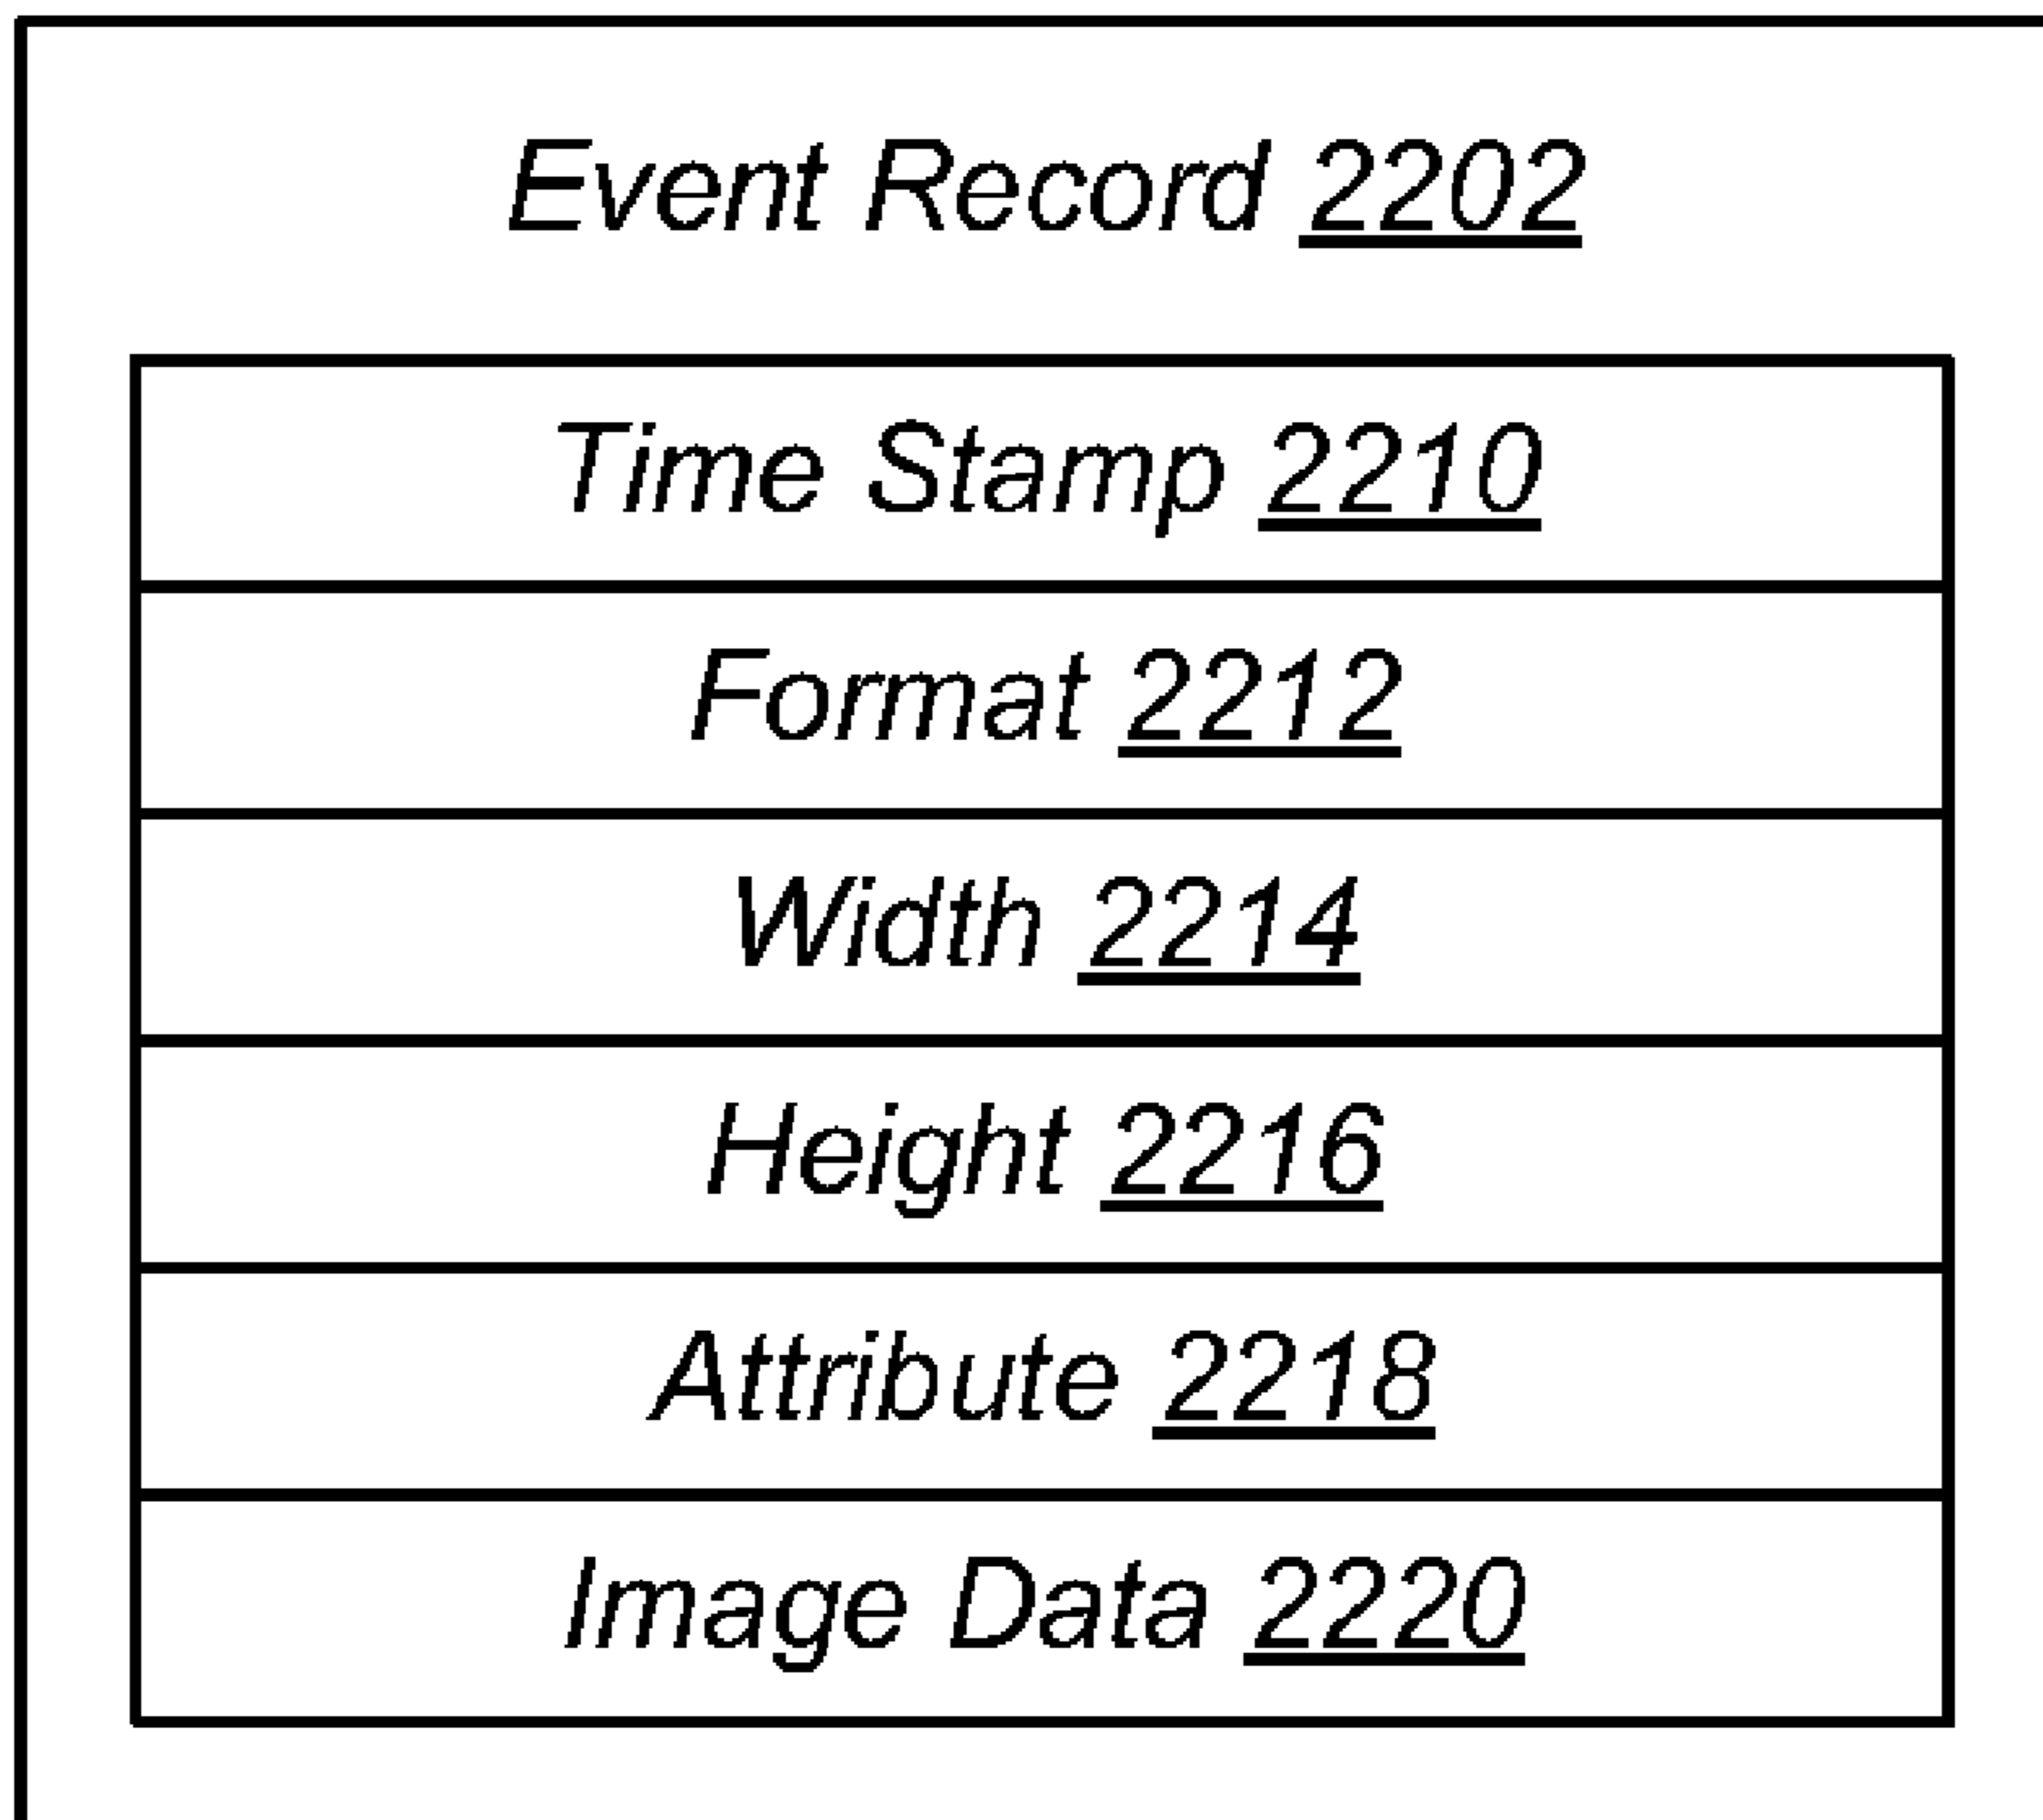 Event Record 2202
Time Stamp 2210
Format 2212
Width 2214
Height 2216
Attribute 2218
Image Data 2220